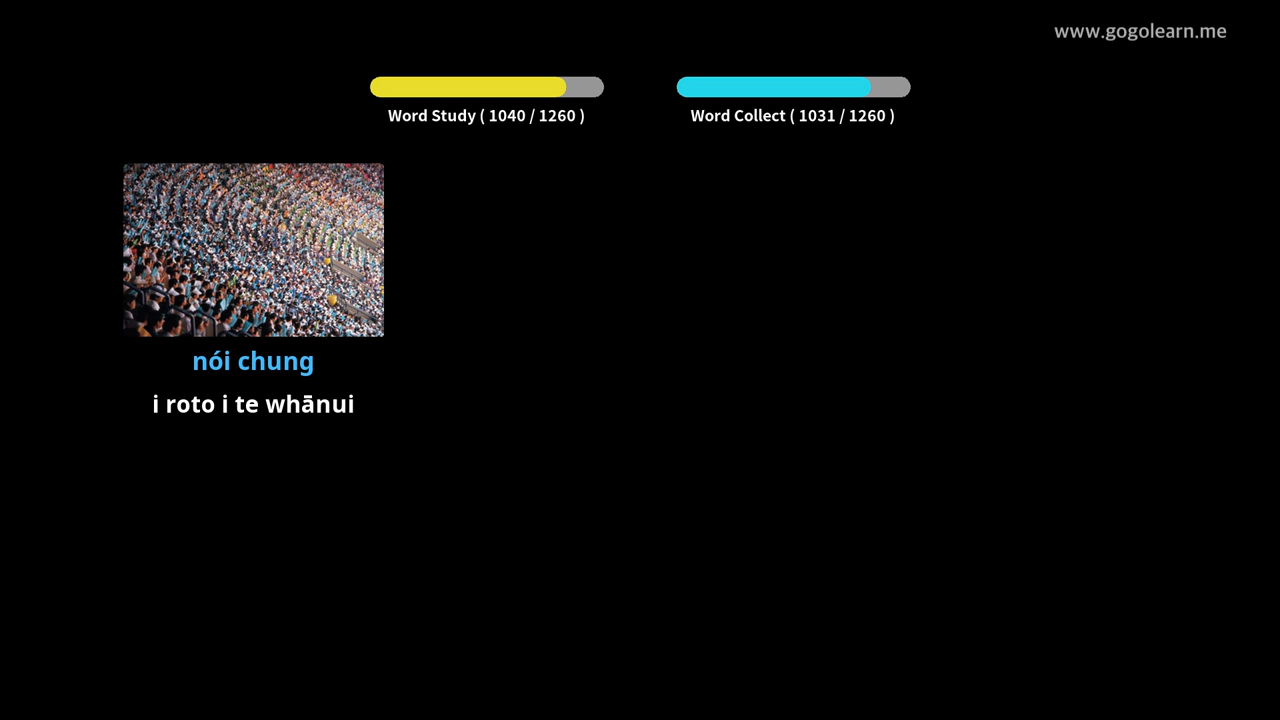 www.gogolearn.me
Word Study ( 1040 / 1260 )
Word Collect ( 1031 / 1260 )
nói chung
i roto i te whānui